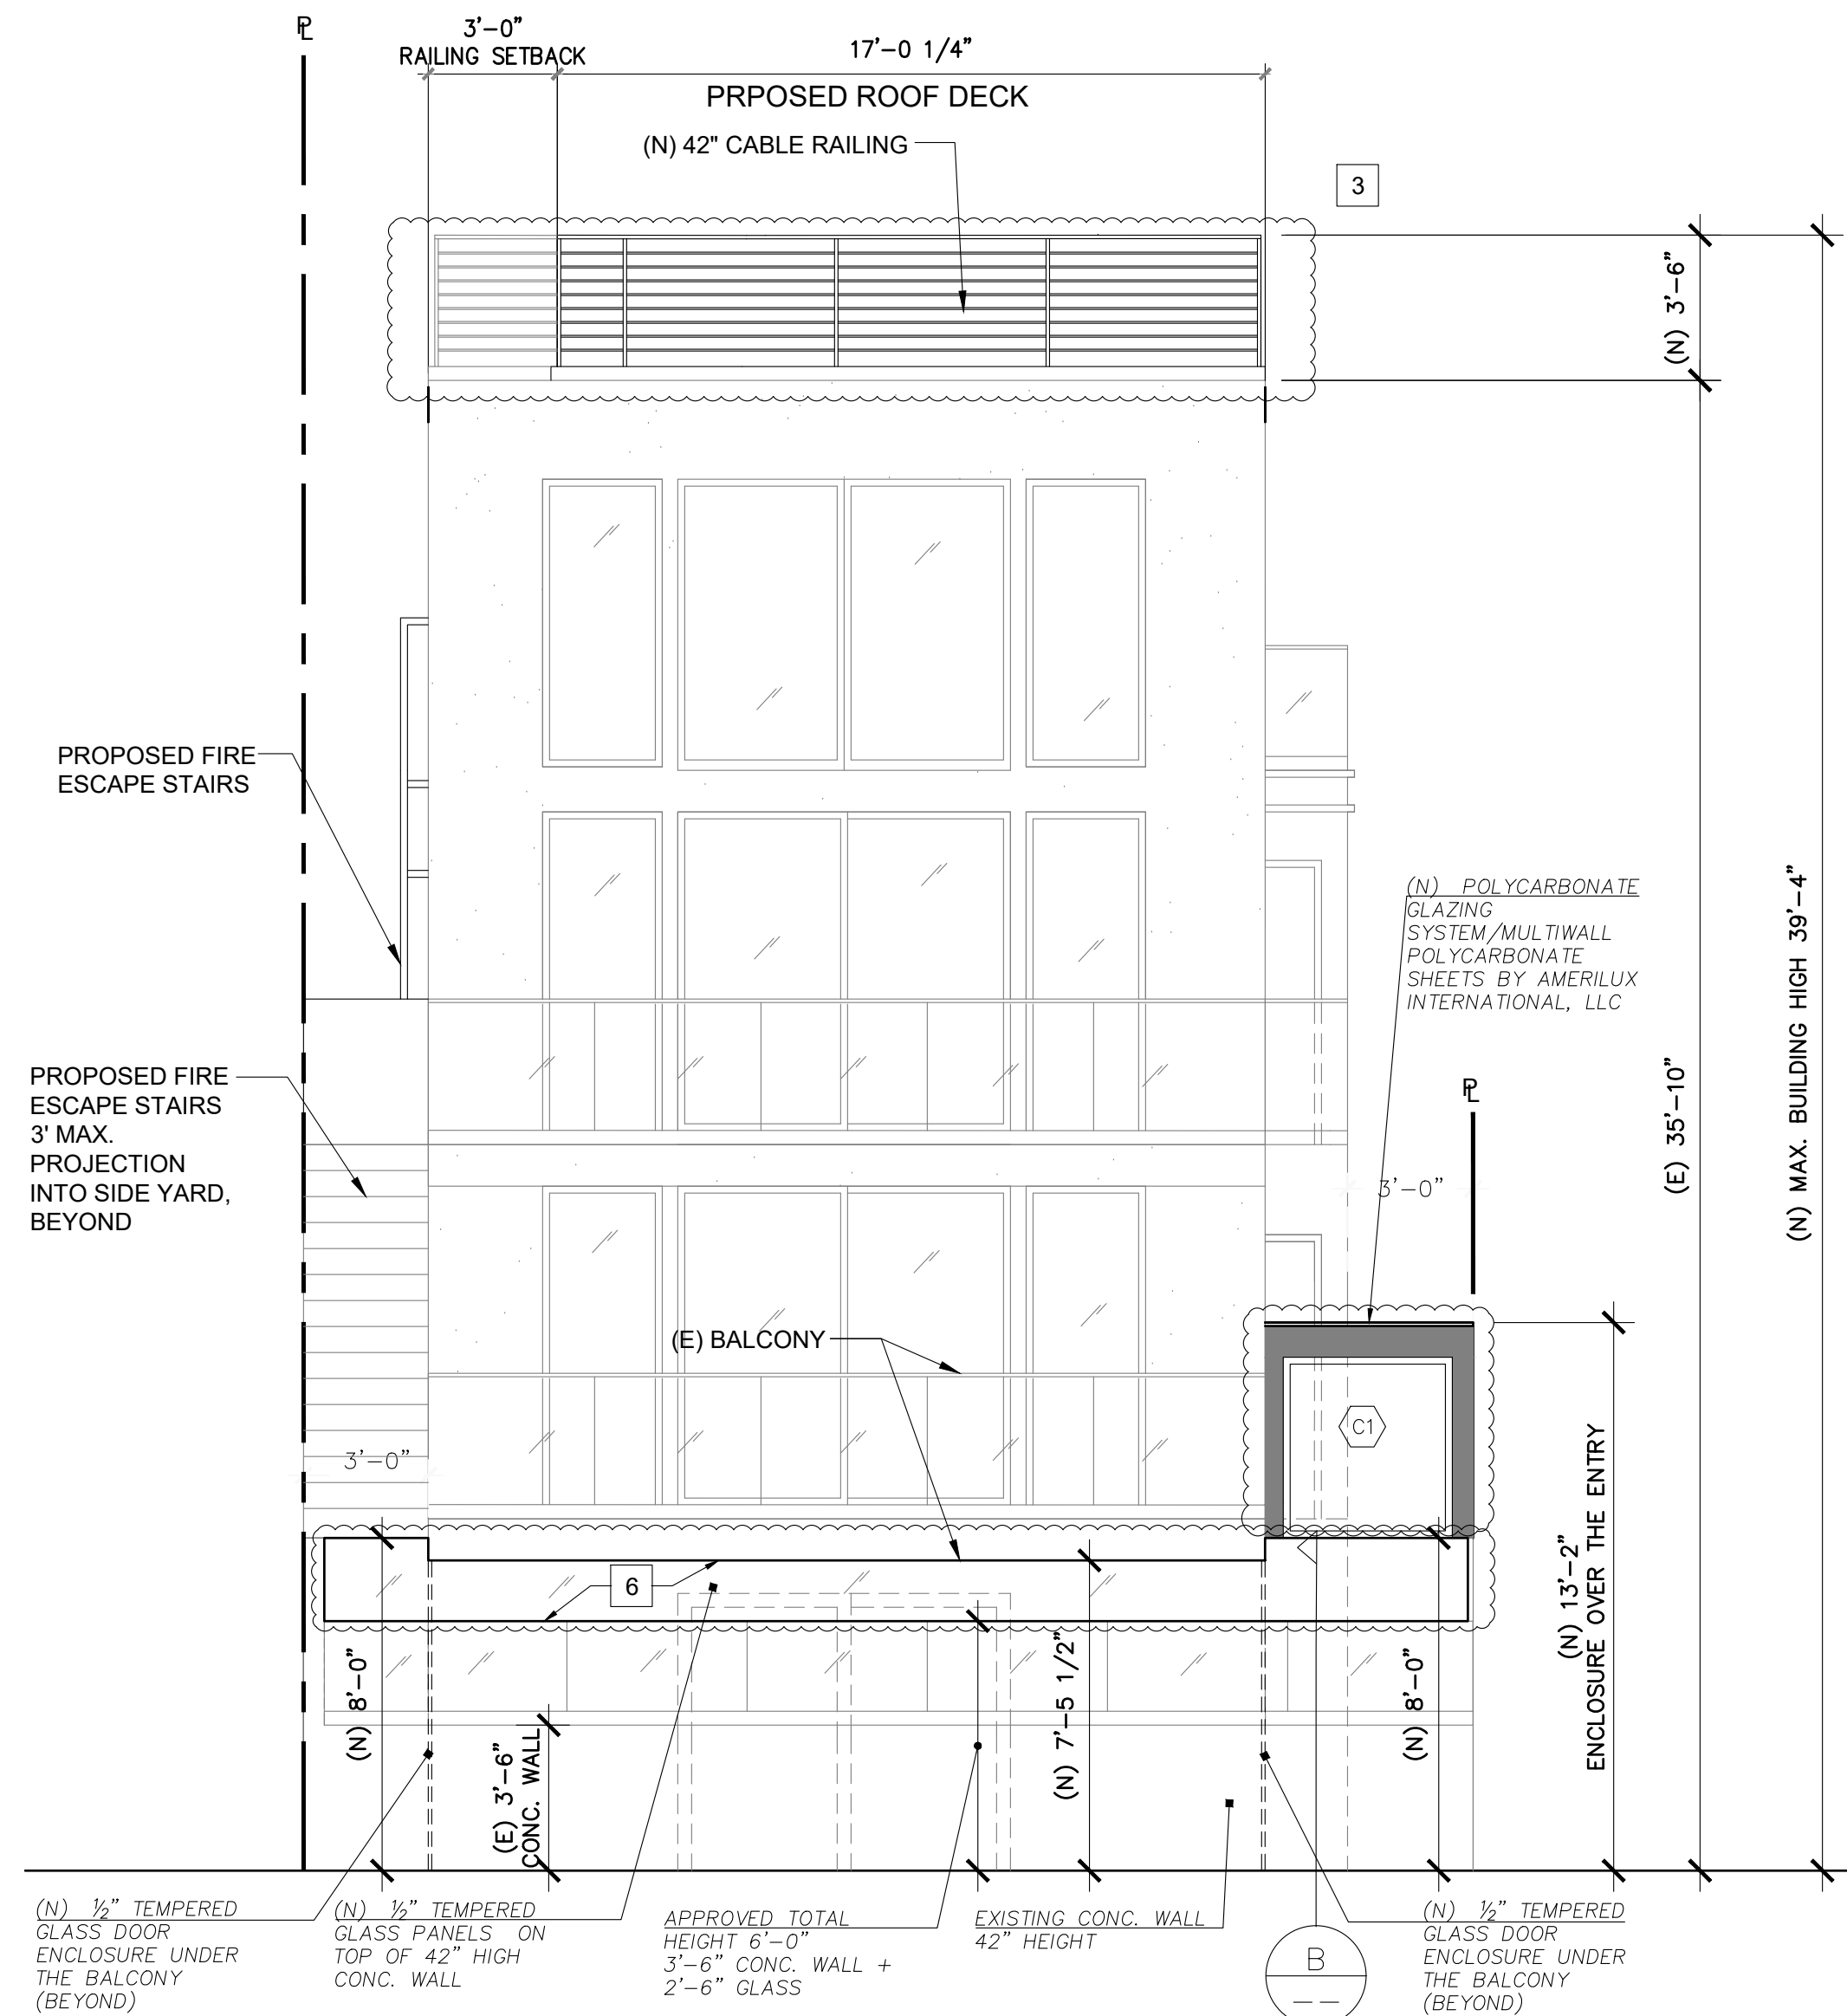 PL
3'-0"
RAILING SETBACK
17'-0 1/4"
PRPOSED ROOF DECK
(N) 42" CABLE RAILING
3
(N) 3'-6"
PROPOSED FIRE
ESCAPE STAIRS
(N) POLYCARBONATE
GLAZING
SYSTEM/MULTIWALL
POLYCARBONATE
SHEETS BY AMERILUX
INTERNATIONAL, LLC
(E) 35'-10"
(N) MAX. BUILDING HIGH 39'-4"
PROPOSED FIRE
ESCAPE STAIRS
3' MAX.
PROJECTION
INTO SIDE YARD,
BEYOND
PL
3'-0"
(E) BALCONY
C1
3'-0"
6
(N) 13'-2"
ENCLOSURE OVER THE ENTRY
(N) 8'-0"
(E) 3'-6"
CONC. WALL
(N) 7'-5 1/2"
(N) 8'-0"
(N) ½" TEMPERED
GLASS DOOR
ENCLOSURE UNDER
THE BALCONY
(BEYOND)
(N) ½" TEMPERED
GLASS PANELS ON
TOP OF 42" HIGH
CONC. WALL
APPROVED TOTAL
HEIGHT 6'-0"
3'-6" CONC. WALL +
2'-6" GLASS
EXISTING CONC. WALL
42" HEIGHT
B
— —
(N) ½" TEMPERED
GLASS DOOR
ENCLOSURE UNDER
THE BALCONY
(BEYOND)